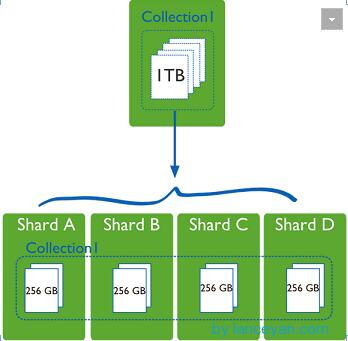 Collection1
1TB
Shard A Shard B Shard C Shard D
Collection1
256 GB 256 GB 256 GB 256 GB
by lanceyan.com